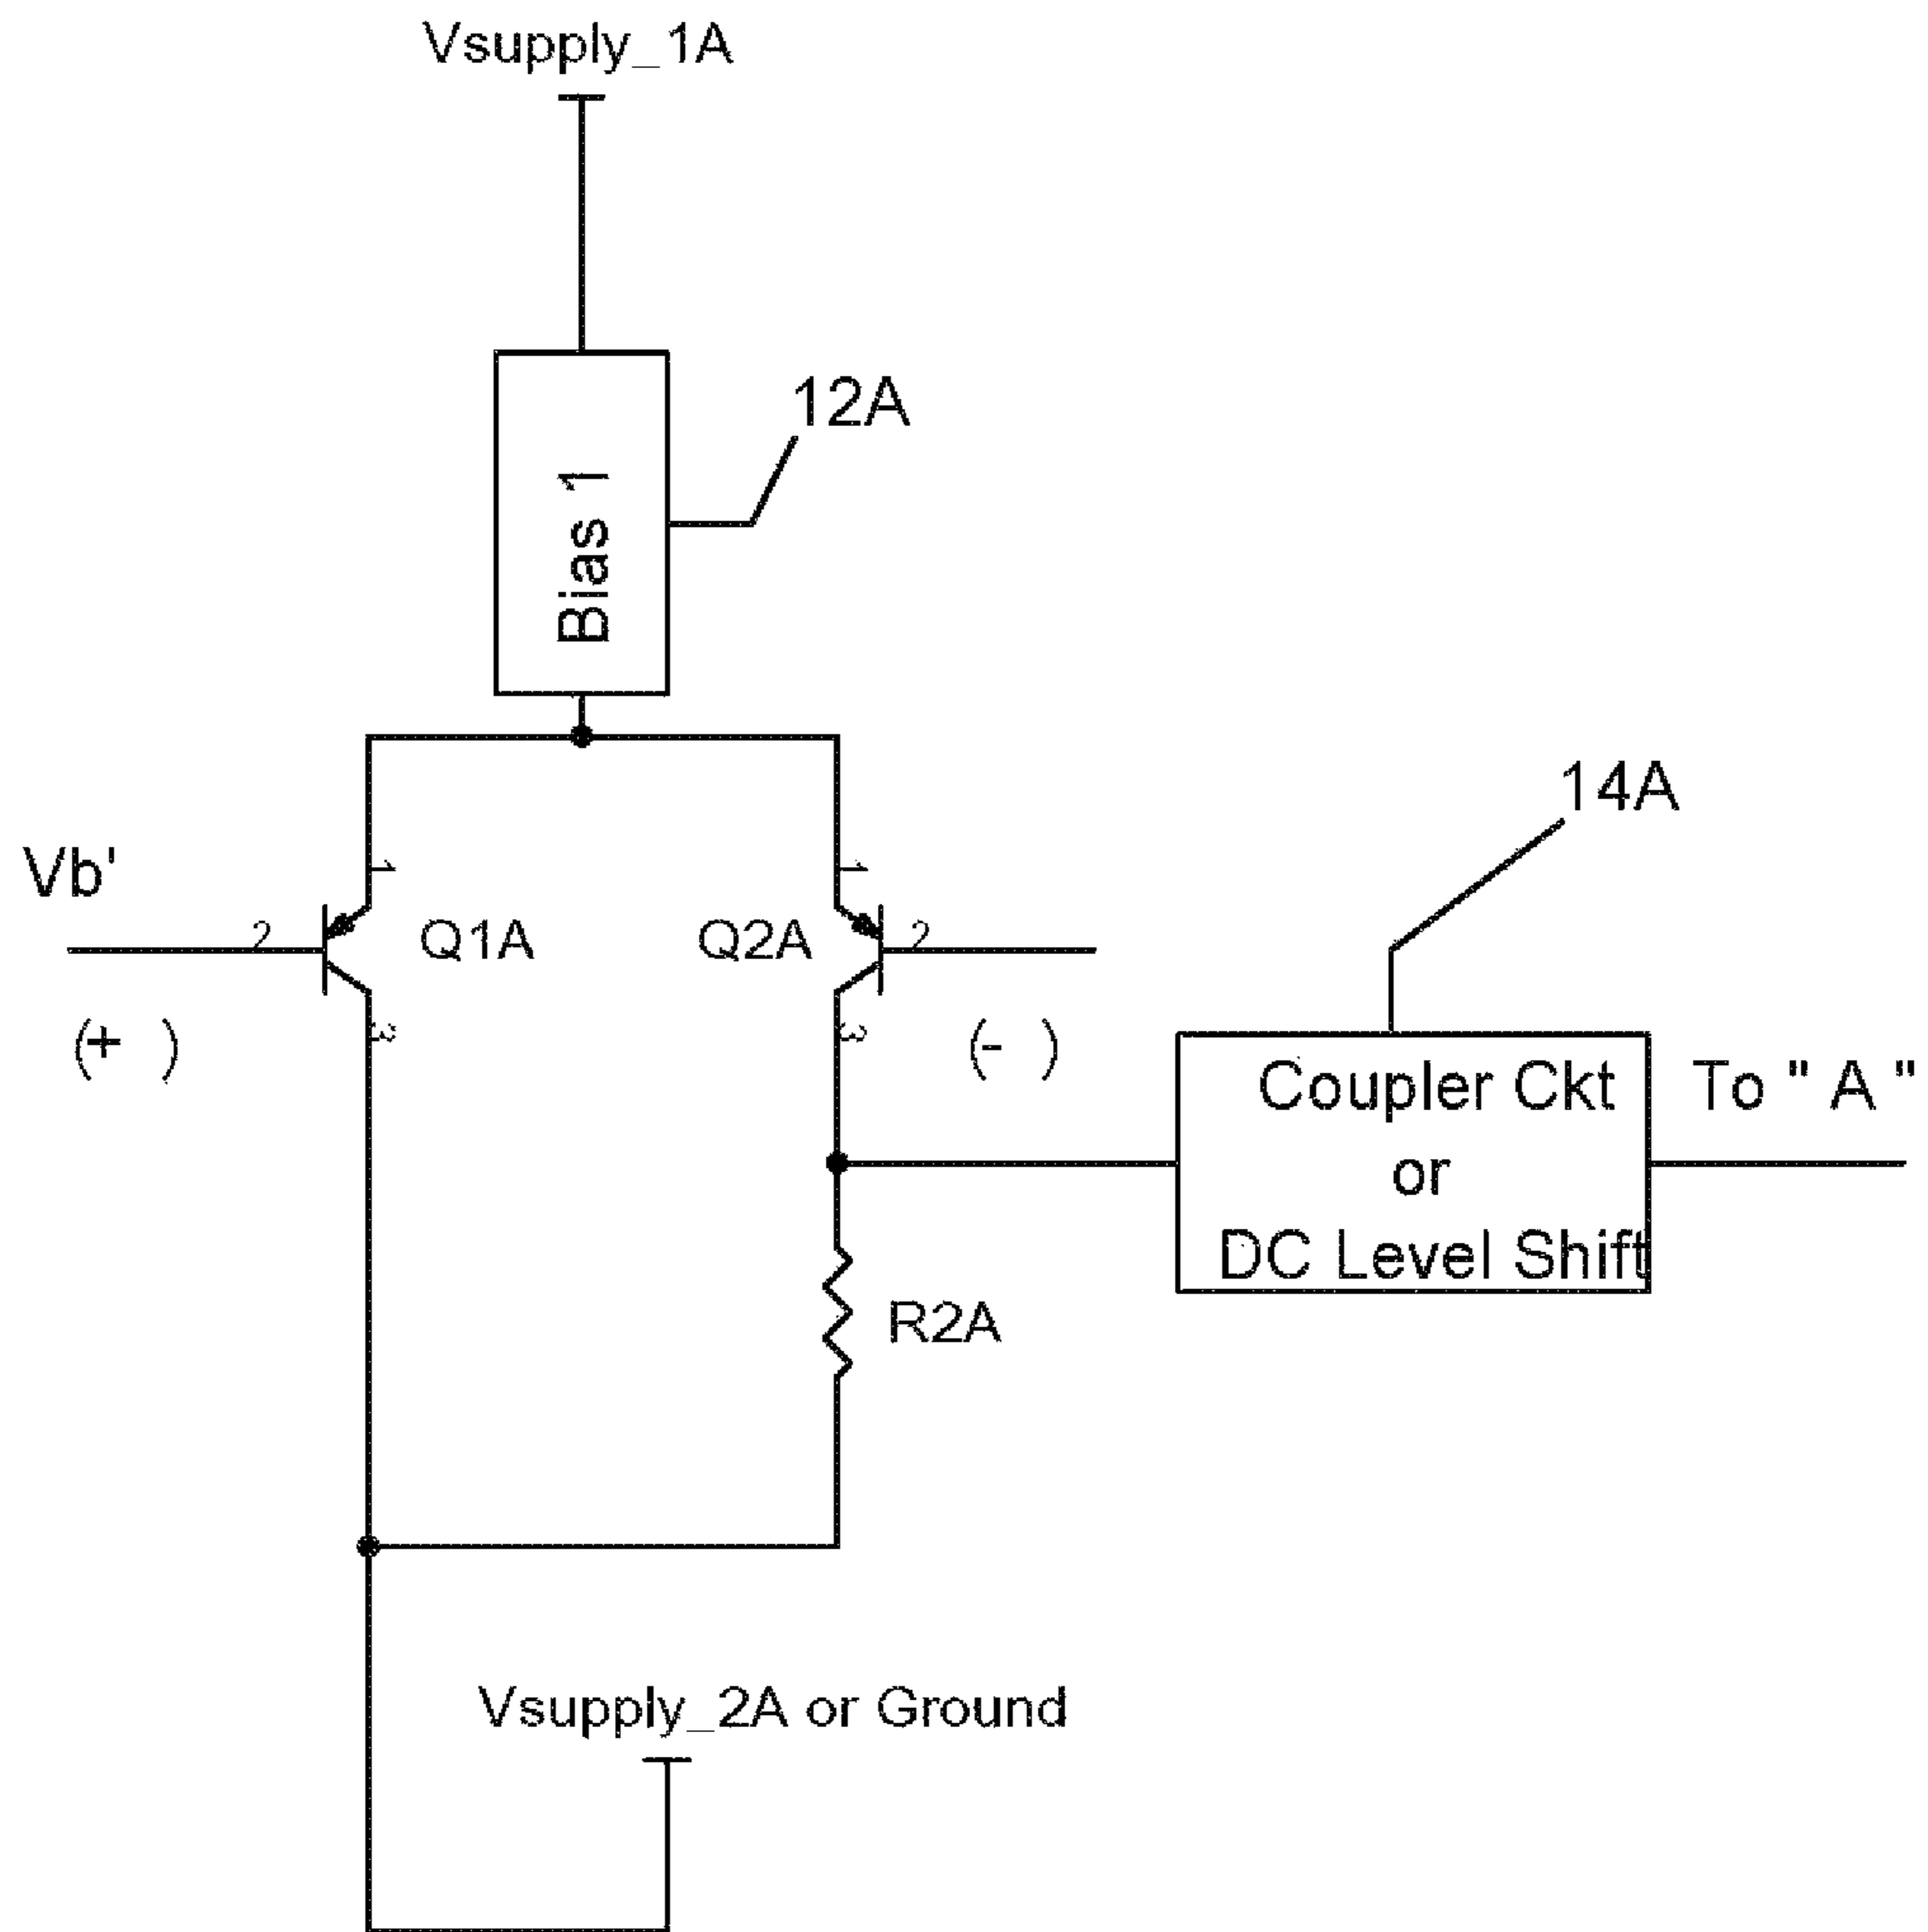 Vsupply_1A
12A
Bias 1
14A
Vb'
1
1
2
Q1A
Q2A
2
(+ )
3
3
(- )
Coupler Ckt
or
DC Level Shift
To " A "
R2A
Vsupply_2A or Ground